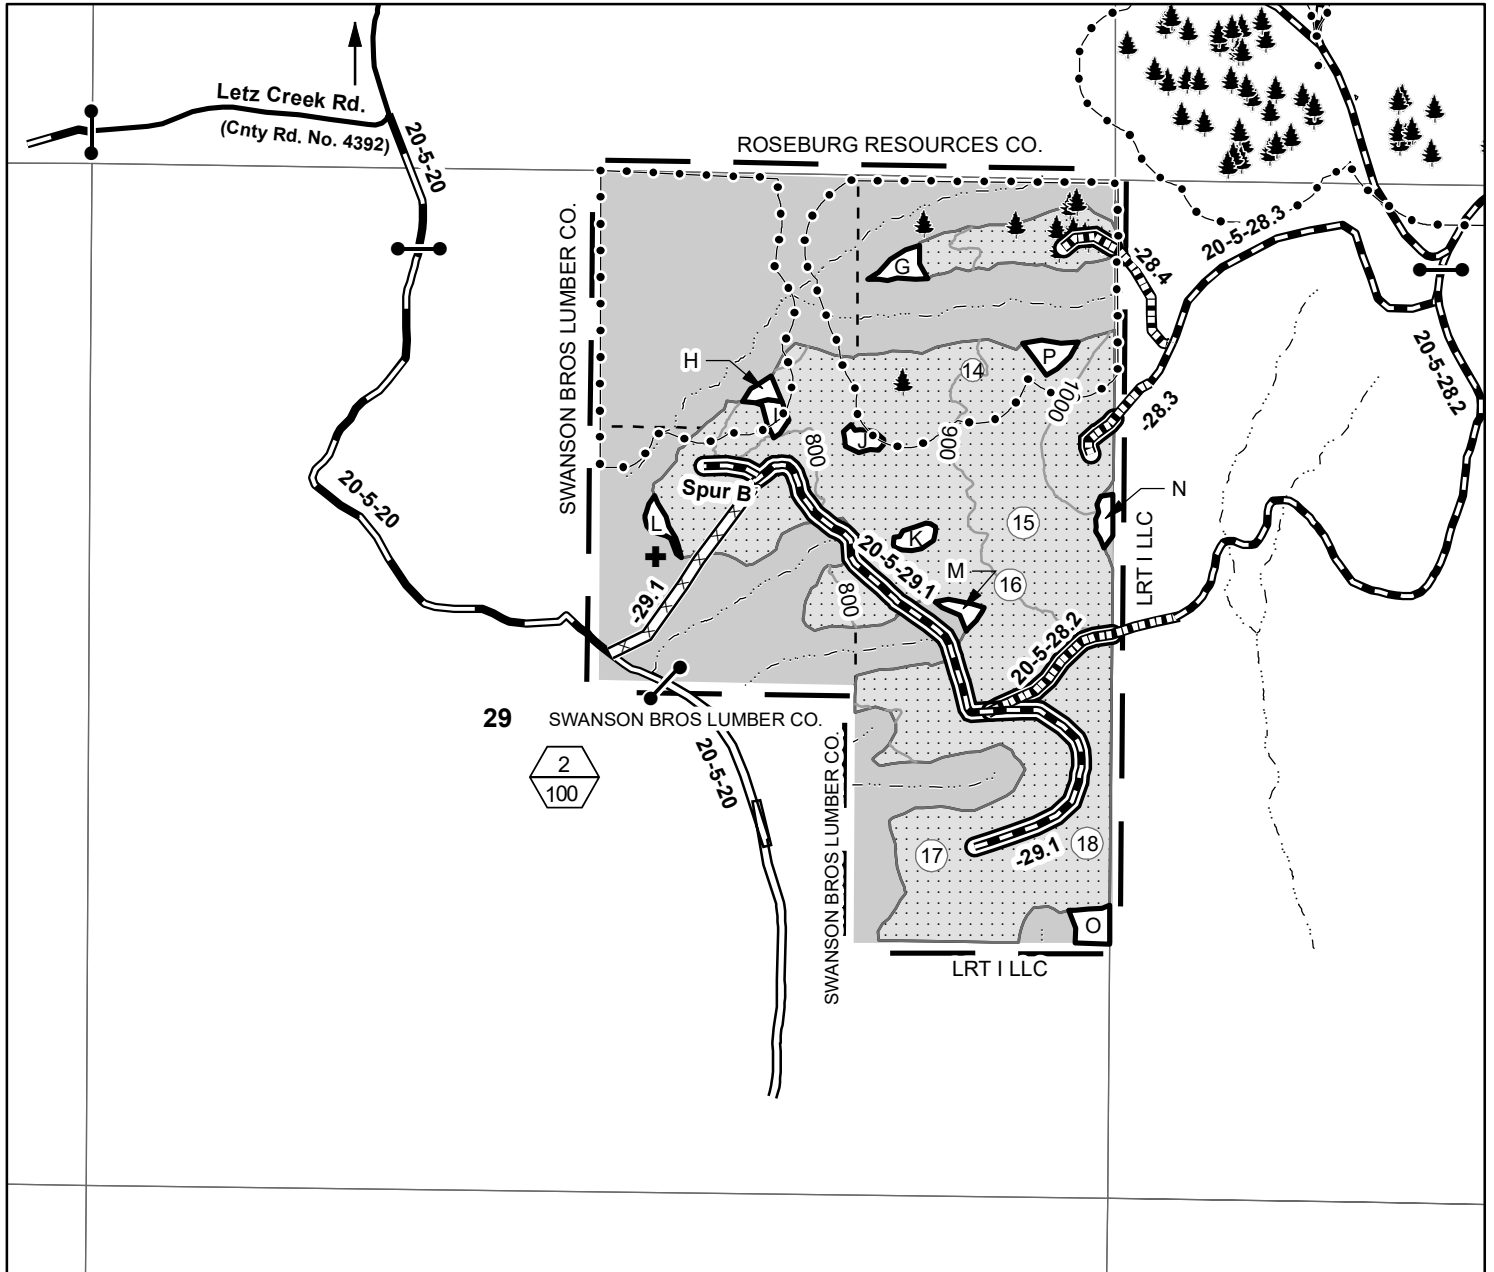 Letz Creek Rd.
(Cnty Rd. No. 4392)
20-5-20
ROSEBURG RESOURCES CO.
SWANSON BROS LUMBER CO.
G
-28.4
20-5-28.3
20-5-28.2
H
I
J
P
14
1000
-28.3
800
900
Spur B
L
K
15
N
LRT I LLC
20-5-20
20-5-29.1
M
16
-29.1
800
20-5-28.2
29
SWANSON BROS LUMBER CO.
2
100
20-5-20
SWANSON BROS LUMBER CO.
17
-29.1
18
O
LRT I LLC